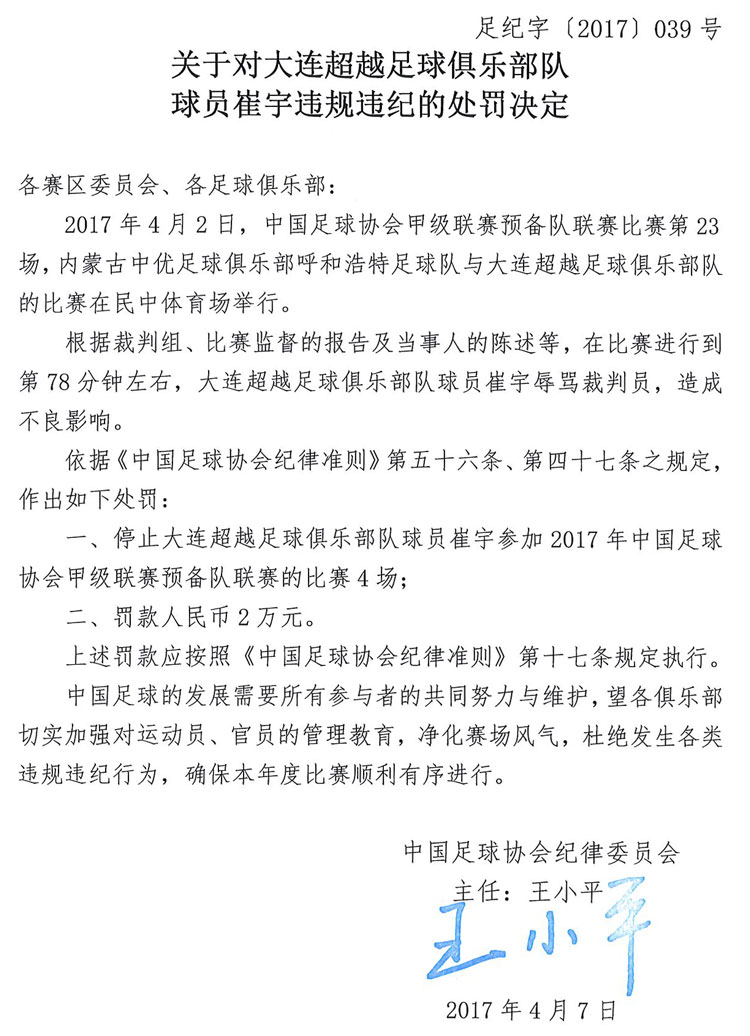 足纪字〔2017〕039号
关于对大连超越足球俱乐部队
球员崔宇违规违纪的处罚决定
各赛区委员会、各足球俱乐部：
2017年4月2日，中国足球协会甲级联赛预备队联赛比赛第23
场，内蒙古中优足球俱乐部呼和浩特足球队与大连超越足球俱乐部队
的比赛在民中体育场举行。
根据裁判组、比赛监督的报告及当事人的陈述等，在比赛进行到
第78分钟左右，大连超越足球俱乐部队球员崔宇辱骂裁判员，造成
不良影响。
依据《中国足球协会纪律准则》第五十六条、第四十七条之规定，
作出如下处罚：
一、停止大连超越足球俱乐部队球员崔宇参加2017年中国足球
协会甲级联赛预备队联赛的比赛4场；
二、罚款人民币2万元。
上述罚款应按照《中国足球协会纪律准则》第十七条规定执行。
中国足球的发展需要所有参与者的共同努力与维护，望各俱乐部
切实加强对运动员、官员的管理教育，净化赛场风气，杜绝发生各类
违规违纪行为，确保本年度比赛顺利有序进行。
中国足球协会纪律委员会
主任：王小平
王小平
2017年4月7日